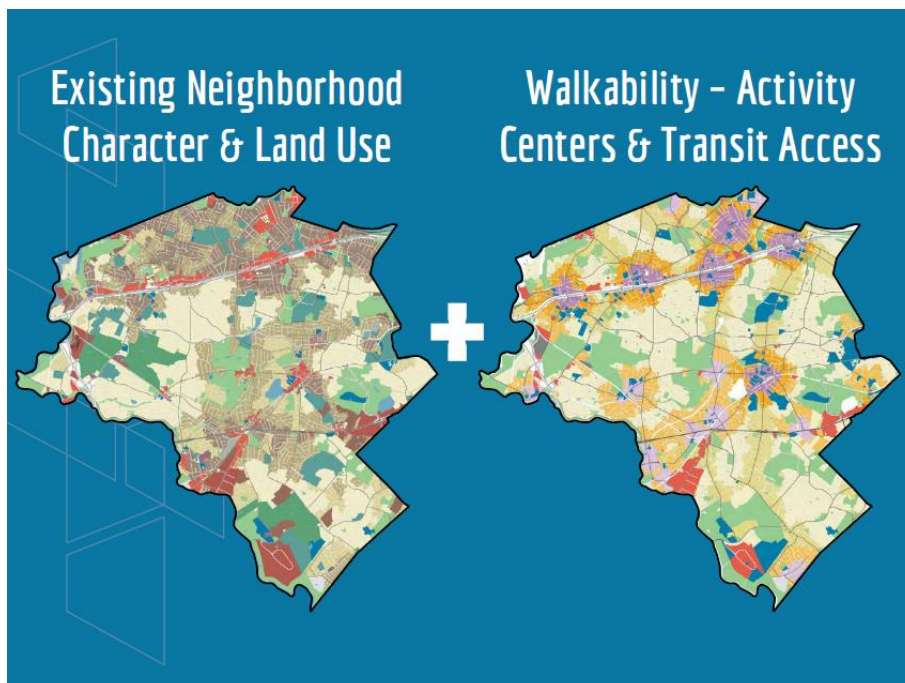 Existing Neighborhood
Character & Land Use
Walkability – Activity
Centers & Transit Access